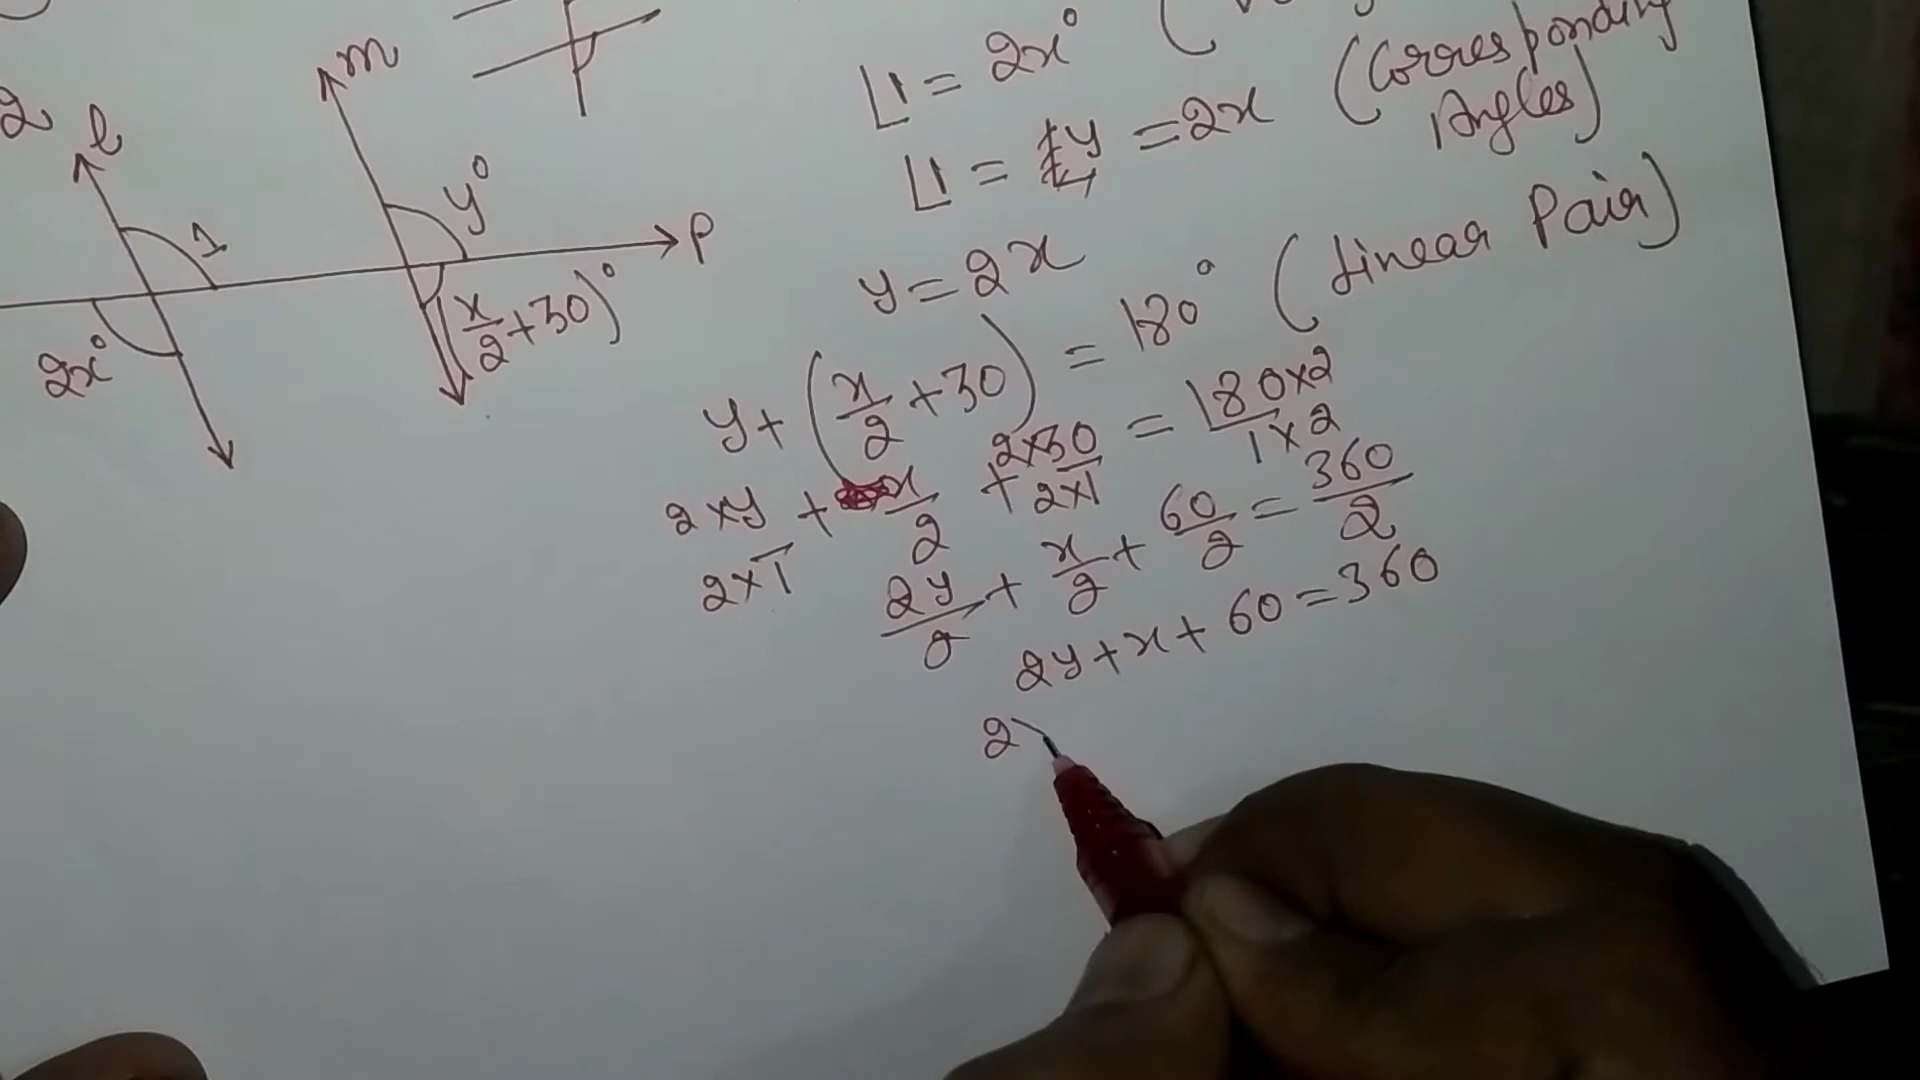 m
2
l
1
y°
p
2x°
(x/2+30)°
∠1 = 2x° (
∠1 = y = 2x (Corresponding
Angles)
y = 2x
y + (x/2 + 30) = 180° (Linear Pair)
2×y/2×1 + x/2 + 2×30/2×1 = 180×2/1×2
2y/2 + x/2 + 60/2 = 360/2
2y + x + 60 = 360
2